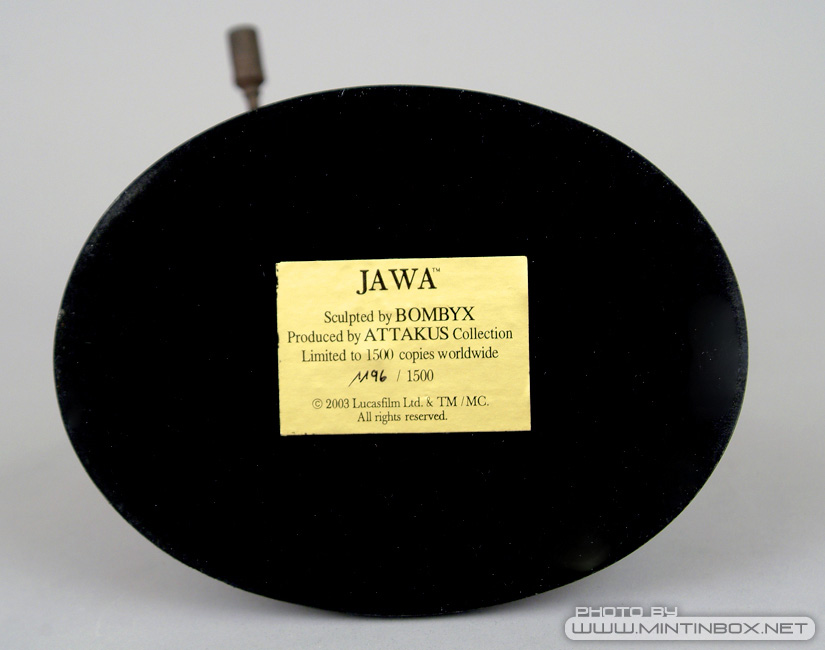 JAWA™
Sculpted by BOMBYX
Produced by ATTAKUS Collection
Limited to 1500 copies worldwide
1196 / 1500
© 2003 Lucasfilm Ltd. & TM / MC.
All rights reserved.
PHOTO BY
WWW.MINTINBOX.NET